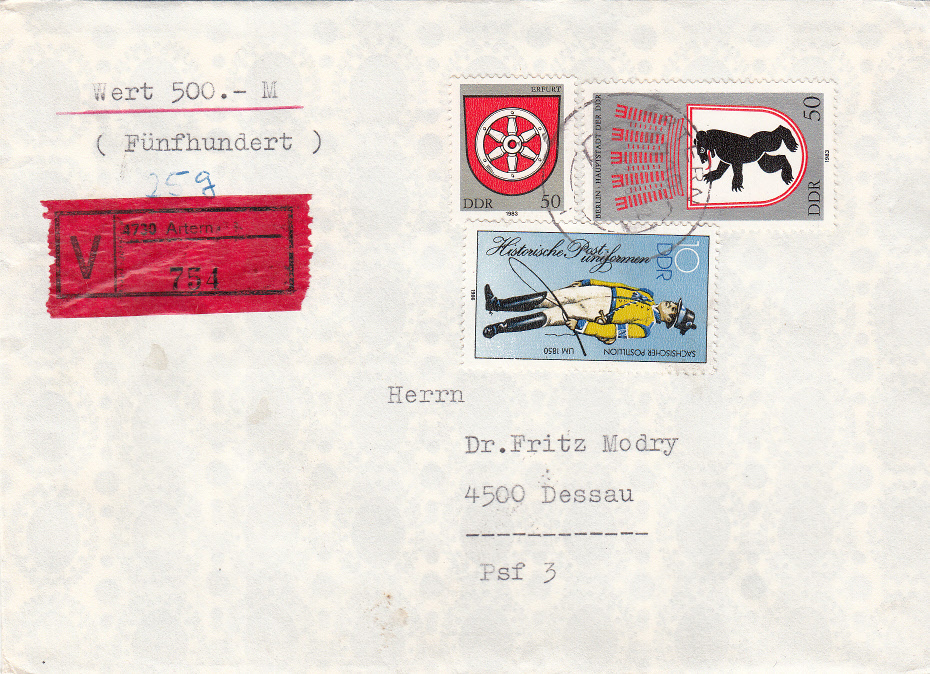 Wert 500.- M
( Fünfhundert )
25g
V
4730 Artern
754
ERFURT
DDR 50
1983
BERLIN · HAUPTSTADT DER DDR
50
DDR
1983
Historische Postuniformen
10
DDR
1986
SÄCHSISCHER POSTILLION
UM 1850
Herrn
Dr.Fritz Modry
4500 Dessau
Psf 3